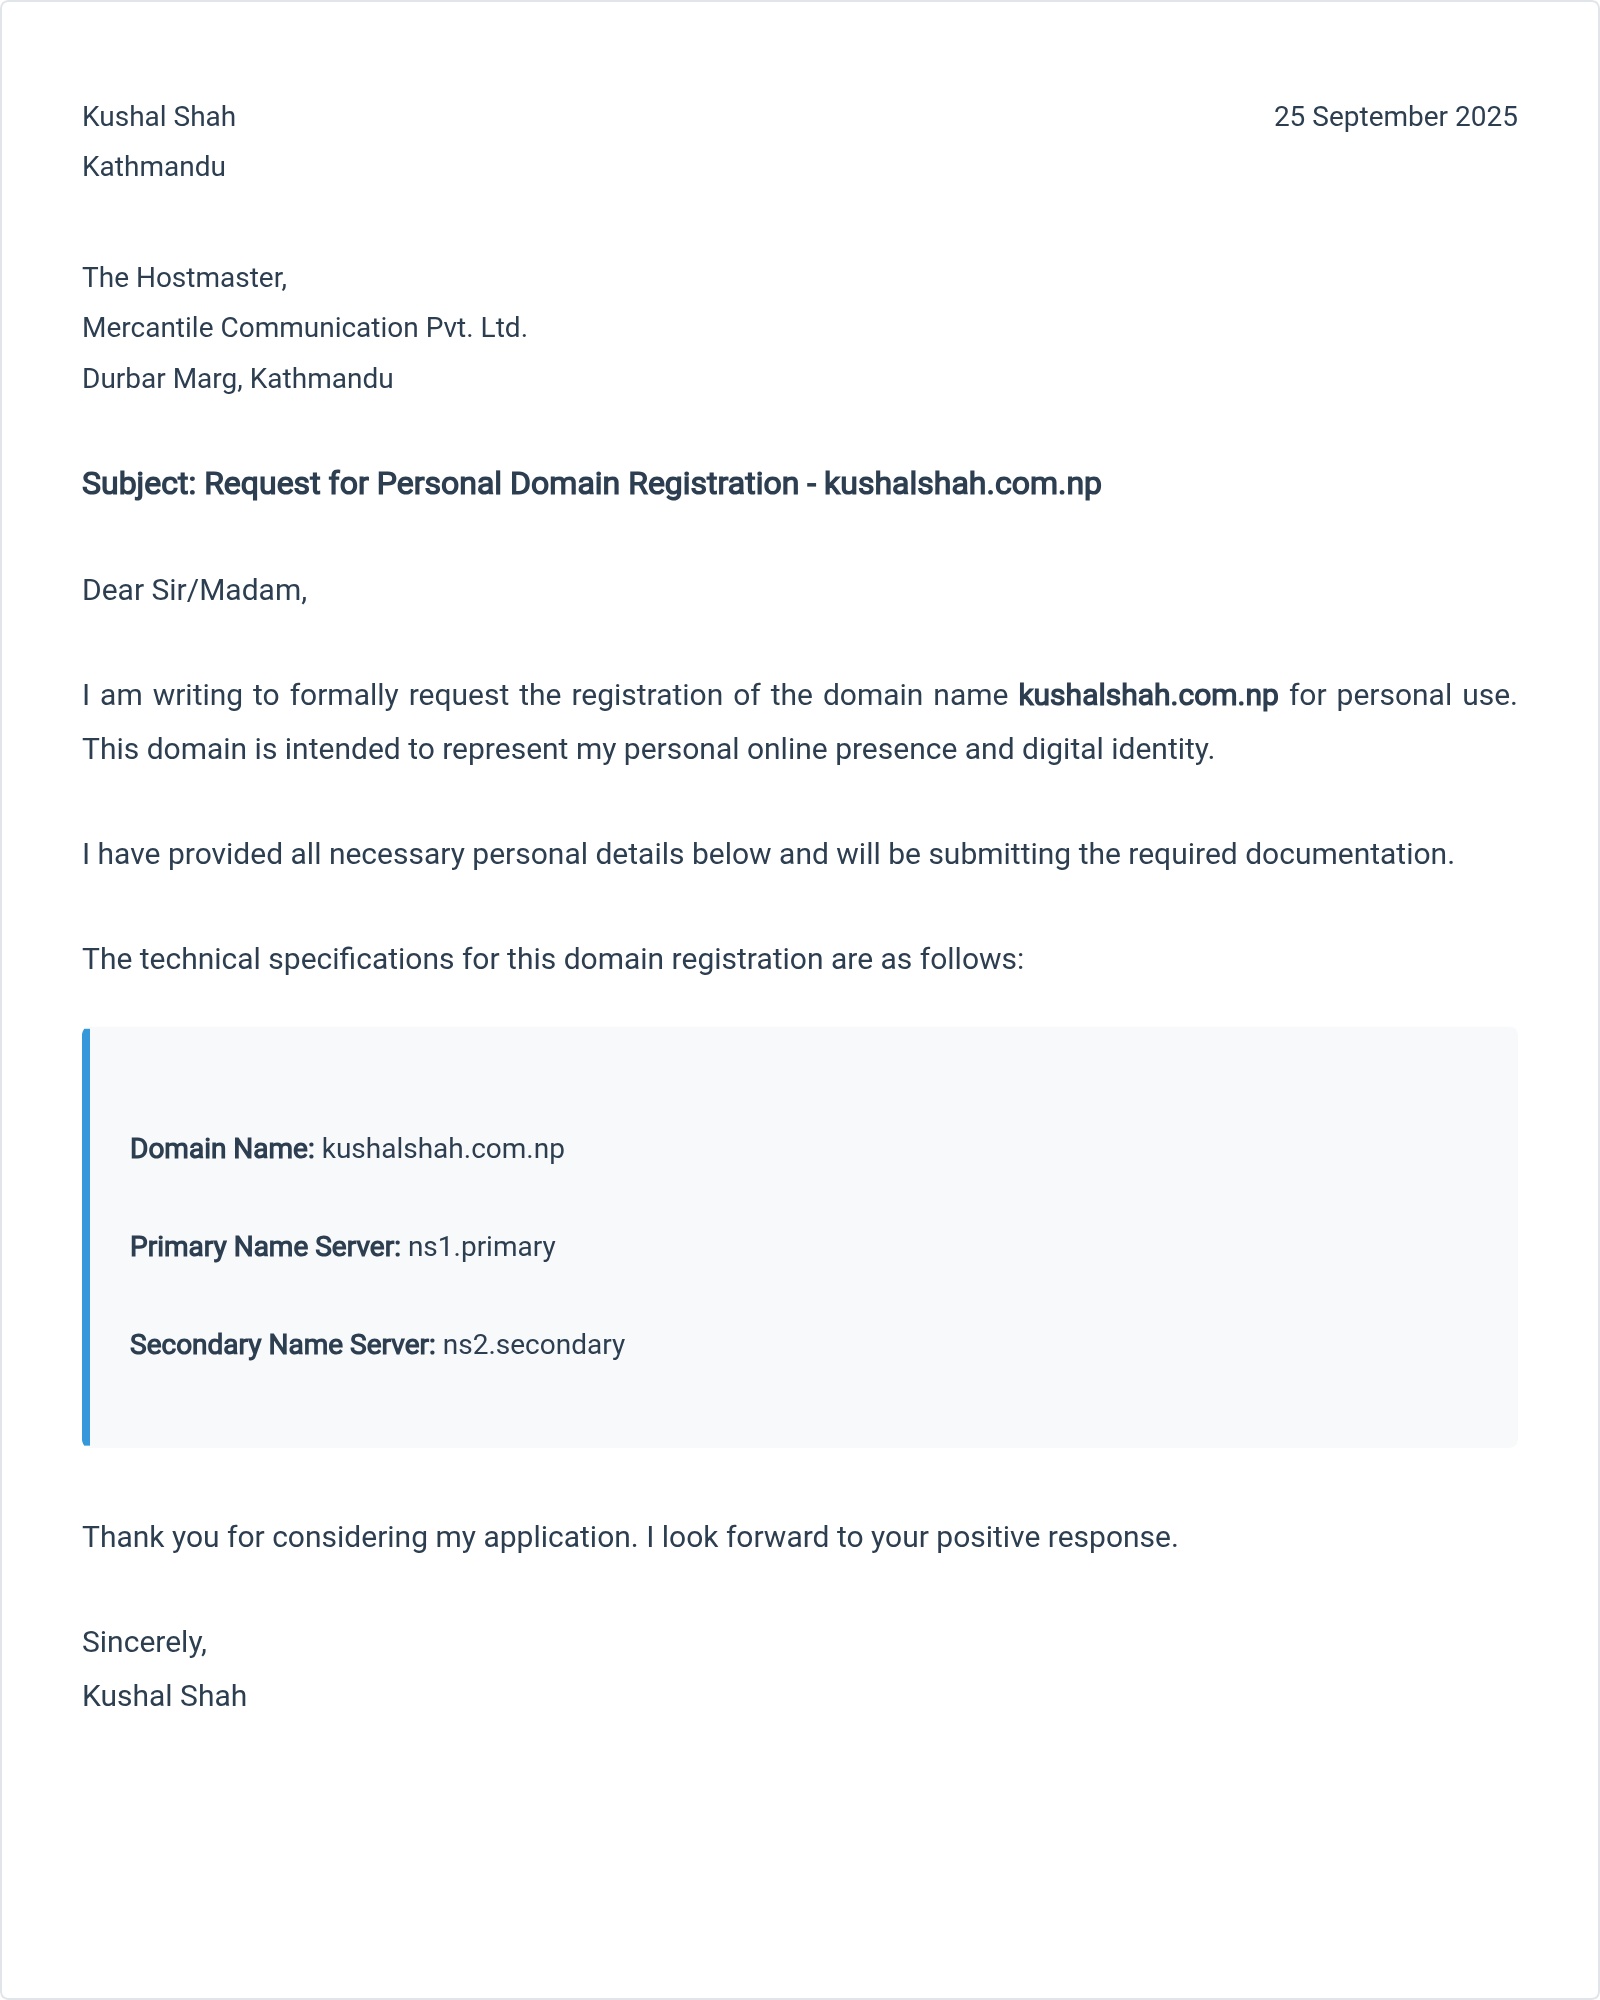 Kushal Shah
25 September 2025
Kathmandu
The Hostmaster,
Mercantile Communication Pvt. Ltd.
Durbar Marg, Kathmandu
Subject: Request for Personal Domain Registration - kushalshah.com.np
Dear Sir/Madam,
I am writing to formally request the registration of the domain name kushalshah.com.np for personal use.
This domain is intended to represent my personal online presence and digital identity.
I have provided all necessary personal details below and will be submitting the required documentation.
The technical specifications for this domain registration are as follows:
Domain Name: kushalshah.com.np
Primary Name Server: ns1.primary
Secondary Name Server: ns2.secondary
Thank you for considering my application. I look forward to your positive response.
Sincerely,
Kushal Shah